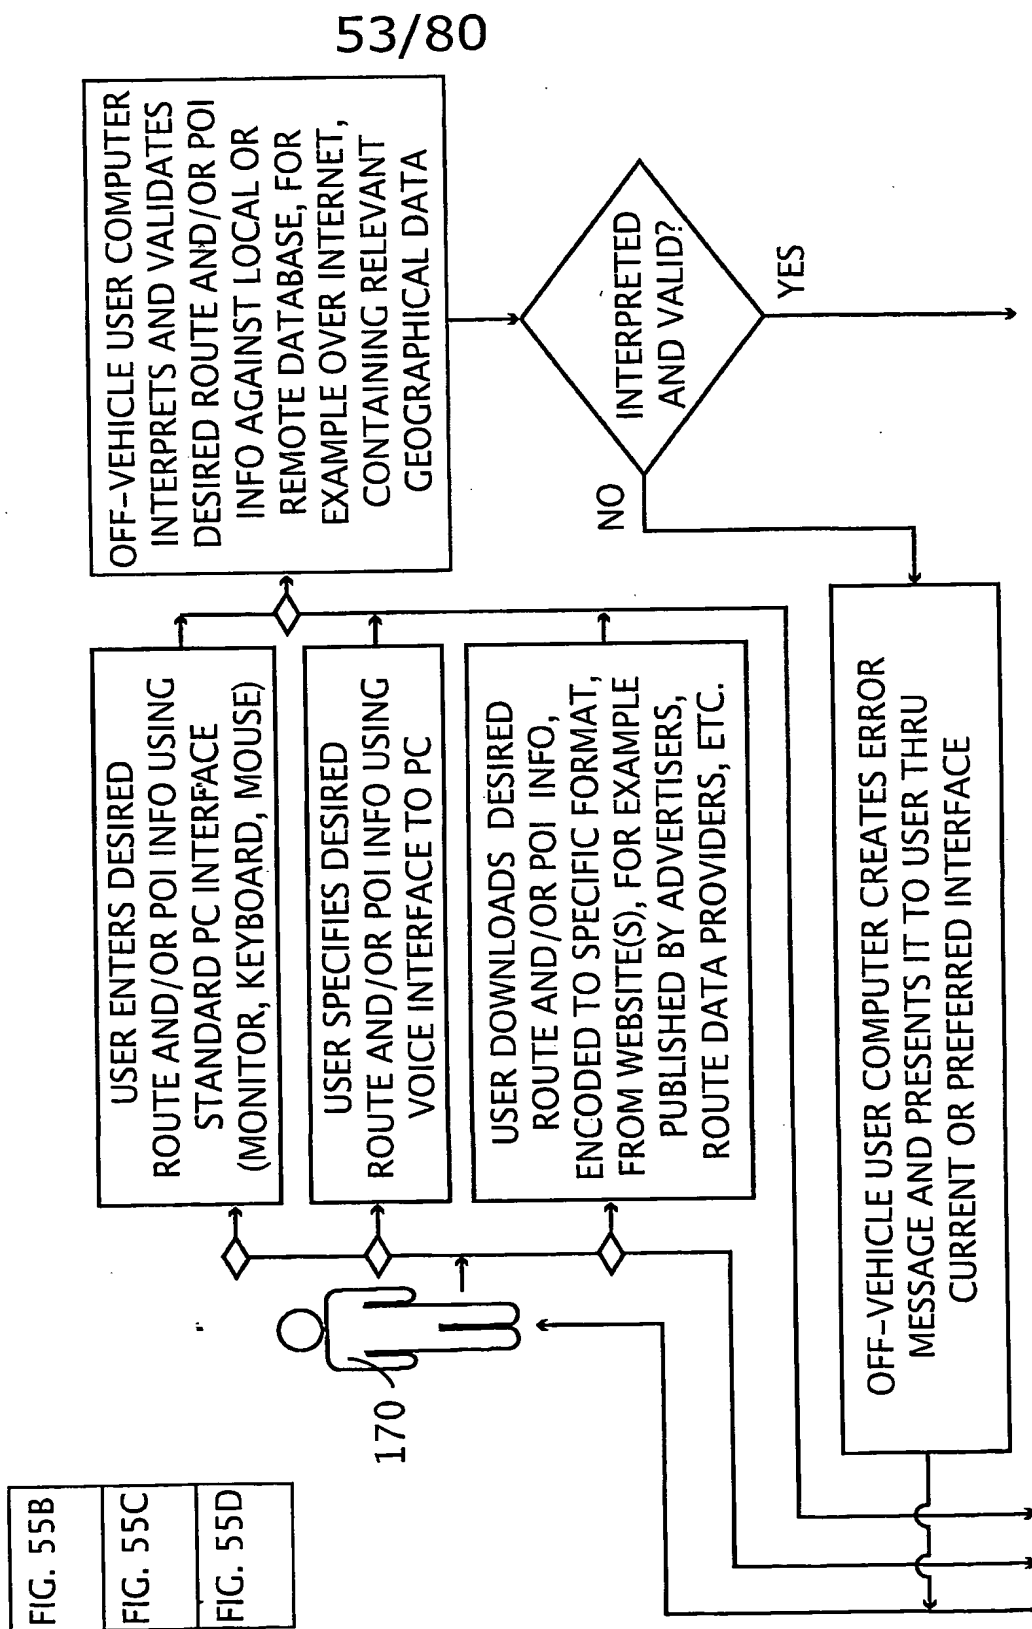 53/80
FIG. 55B
FIG. 55C
FIG. 55D
170
USER ENTERS DESIRED
ROUTE AND/OR POI INFO USING
STANDARD PC INTERFACE
(MONITOR, KEYBOARD, MOUSE)
USER SPECIFIES DESIRED
ROUTE AND/OR POI INFO USING
VOICE INTERFACE TO PC
USER DOWNLOADS DESIRED
ROUTE AND/OR POI INFO,
ENCODED TO SPECIFIC FORMAT,
FROM WEBSITE(S), FOR EXAMPLE
PUBLISHED BY ADVERTISERS,
ROUTE DATA PROVIDERS, ETC.
OFF-VEHICLE USER COMPUTER
INTERPRETS AND VALIDATES
DESIRED ROUTE AND/OR POI
INFO AGAINST LOCAL OR
REMOTE DATABASE, FOR
EXAMPLE OVER INTERNET,
CONTAINING RELEVANT
GEOGRAPHICAL DATA
INTERPRETED
AND VALID?
NO
YES
OFF-VEHICLE USER COMPUTER CREATES ERROR
MESSAGE AND PRESENTS IT TO USER THRU
CURRENT OR PREFERRED INTERFACE